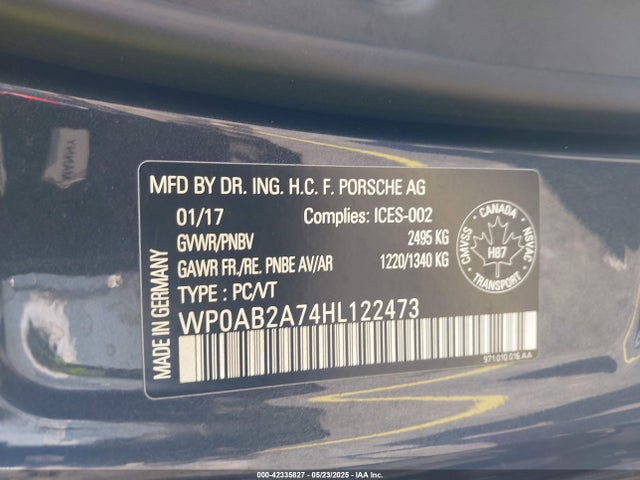 MFD BY DR. ING. H.C. F. PORSCHE AG
01/17 Complies: ICES-002
GVWR/PNBV 2495 KG
GAWR FR./RE. PNBE AV/AR 1220/1340 KG
TYPE : PC/VT
WP0AB2A74HL122473
MADE IN GERMANY
CANADA
CMVSS
NSVAC
H87
TRANSPORT
971.010.016.AA
000-42335827 - 05/23/2025 - IAA Inc.